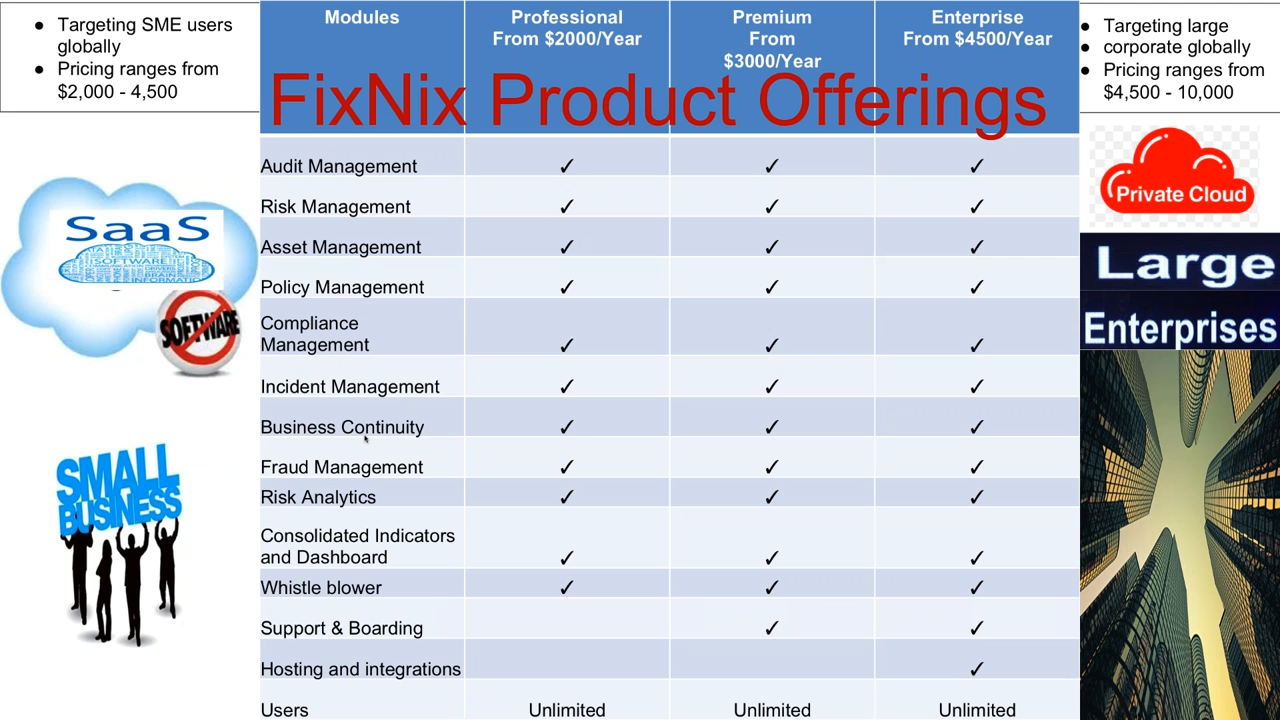 ● Targeting SME users
globally
● Pricing ranges from
$2,000 - 4,500
SaaS
SOFTWARE
SOFTWARE
SMALL
BUSINESS
Modules
Professional
From $2000/Year
Premium
From
$3000/Year
Enterprise
From $4500/Year
FixNix Product Offerings
Audit Management ✓ ✓ ✓
Risk Management ✓ ✓ ✓
Asset Management ✓ ✓ ✓
Policy Management ✓ ✓ ✓
Compliance
Management ✓ ✓ ✓
Incident Management ✓ ✓ ✓
Business Continuity ✓ ✓ ✓
Fraud Management ✓ ✓ ✓
Risk Analytics ✓ ✓ ✓
Consolidated Indicators
and Dashboard ✓ ✓ ✓
Whistle blower ✓ ✓ ✓
Support & Boarding ✓ ✓
Hosting and integrations ✓
Users Unlimited Unlimited Unlimited
● Targeting large
● corporate globally
● Pricing ranges from
$4,500 - 10,000
Private Cloud
Large
Enterprises